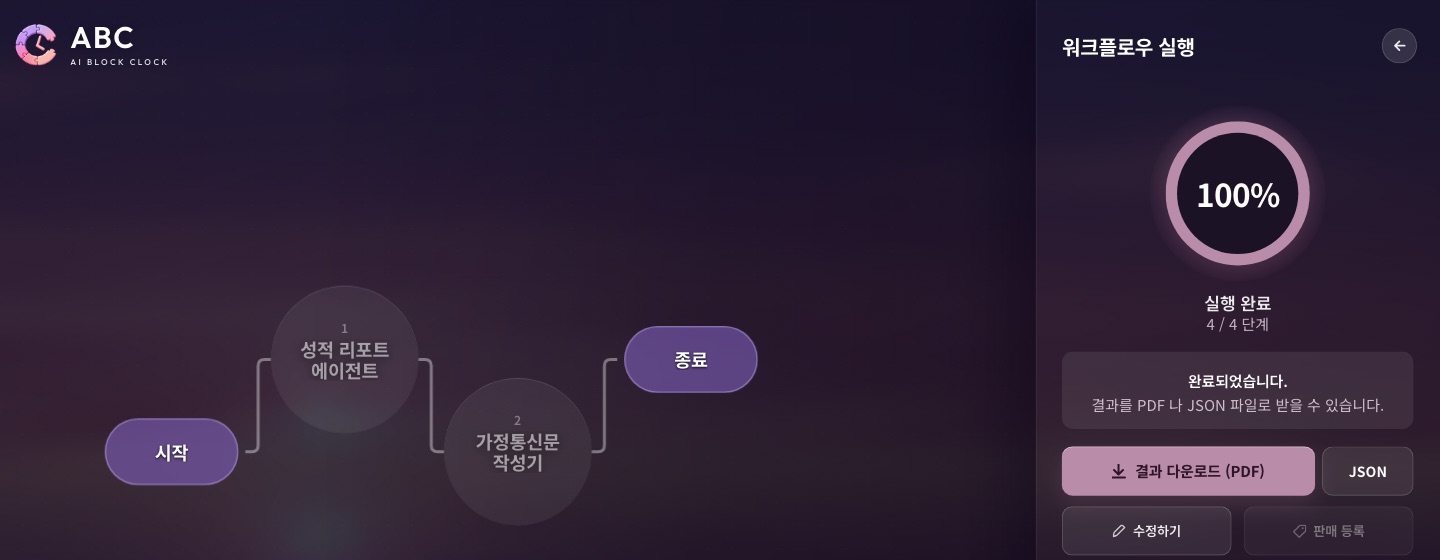 ABC
AI BLOCK CLOCK
워크플로우 실행
100%
실행 완료
4 / 4 단계
완료되었습니다.
결과를 PDF 나 JSON 파일로 받을 수 있습니다.
결과 다운로드 (PDF)
JSON
수정하기
판매 등록
시작
1
성적 리포트
에이전트
2
가정통신문
작성기
종료